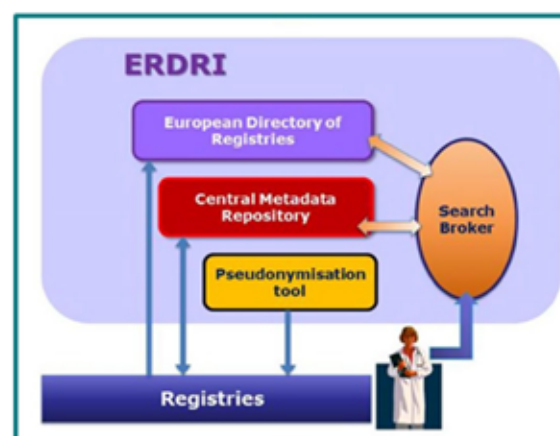 ERDRI
European Directory of
Registries
Central Metadata
Repository
Search
Broker
Pseudonymisation
tool
Registries